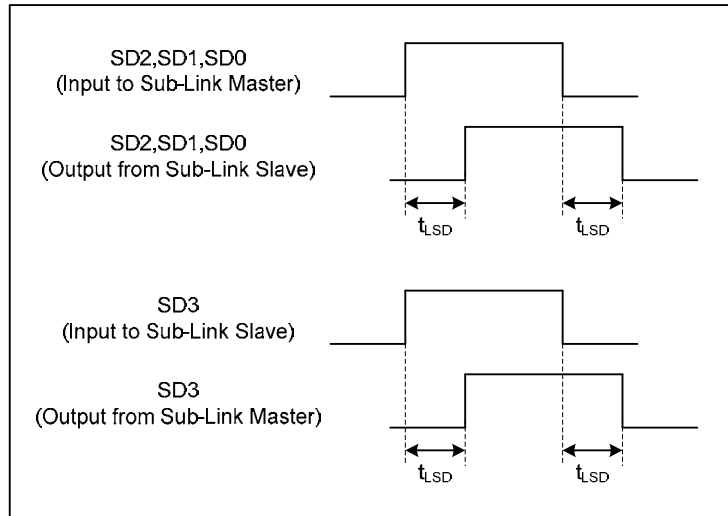 SD2,SD1,SD0
(Input to Sub-Link Master)
SD2,SD1,SD0
(Output from Sub-Link Slave)
tLSD
tLSD
SD3
(Input to Sub-Link Slave)
SD3
(Output from Sub-Link Master)
tLSD
tLSD